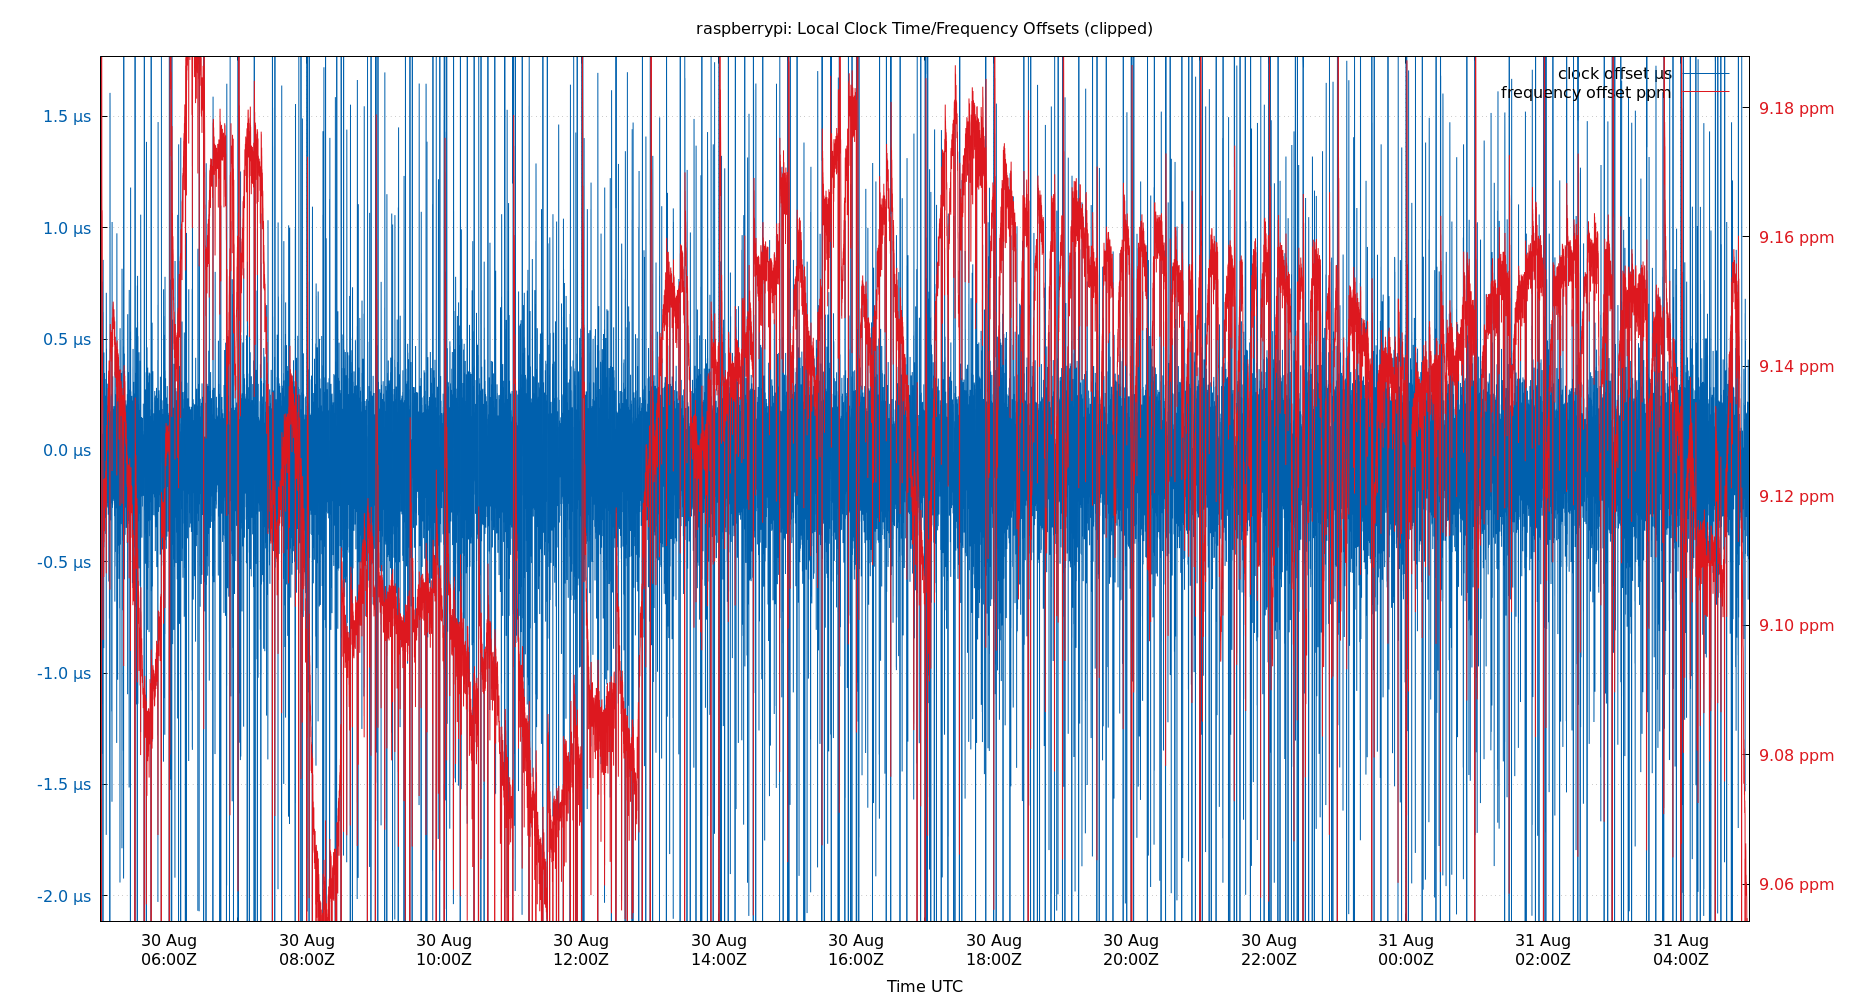 raspberrypi: Local Clock Time/Frequency Offsets (clipped)
clock offset µs
frequency offset ppm
1.5 µs
1.0 µs
0.5 µs
0.0 µs
-0.5 µs
-1.0 µs
-1.5 µs
-2.0 µs
9.18 ppm
9.16 ppm
9.14 ppm
9.12 ppm
9.10 ppm
9.08 ppm
9.06 ppm
30 Aug 30 Aug 30 Aug 30 Aug 30 Aug 30 Aug 30 Aug 30 Aug 30 Aug 31 Aug 31 Aug 31 Aug
06:00Z 08:00Z 10:00Z 12:00Z 14:00Z 16:00Z 18:00Z 20:00Z 22:00Z 00:00Z 02:00Z 04:00Z
Time UTC